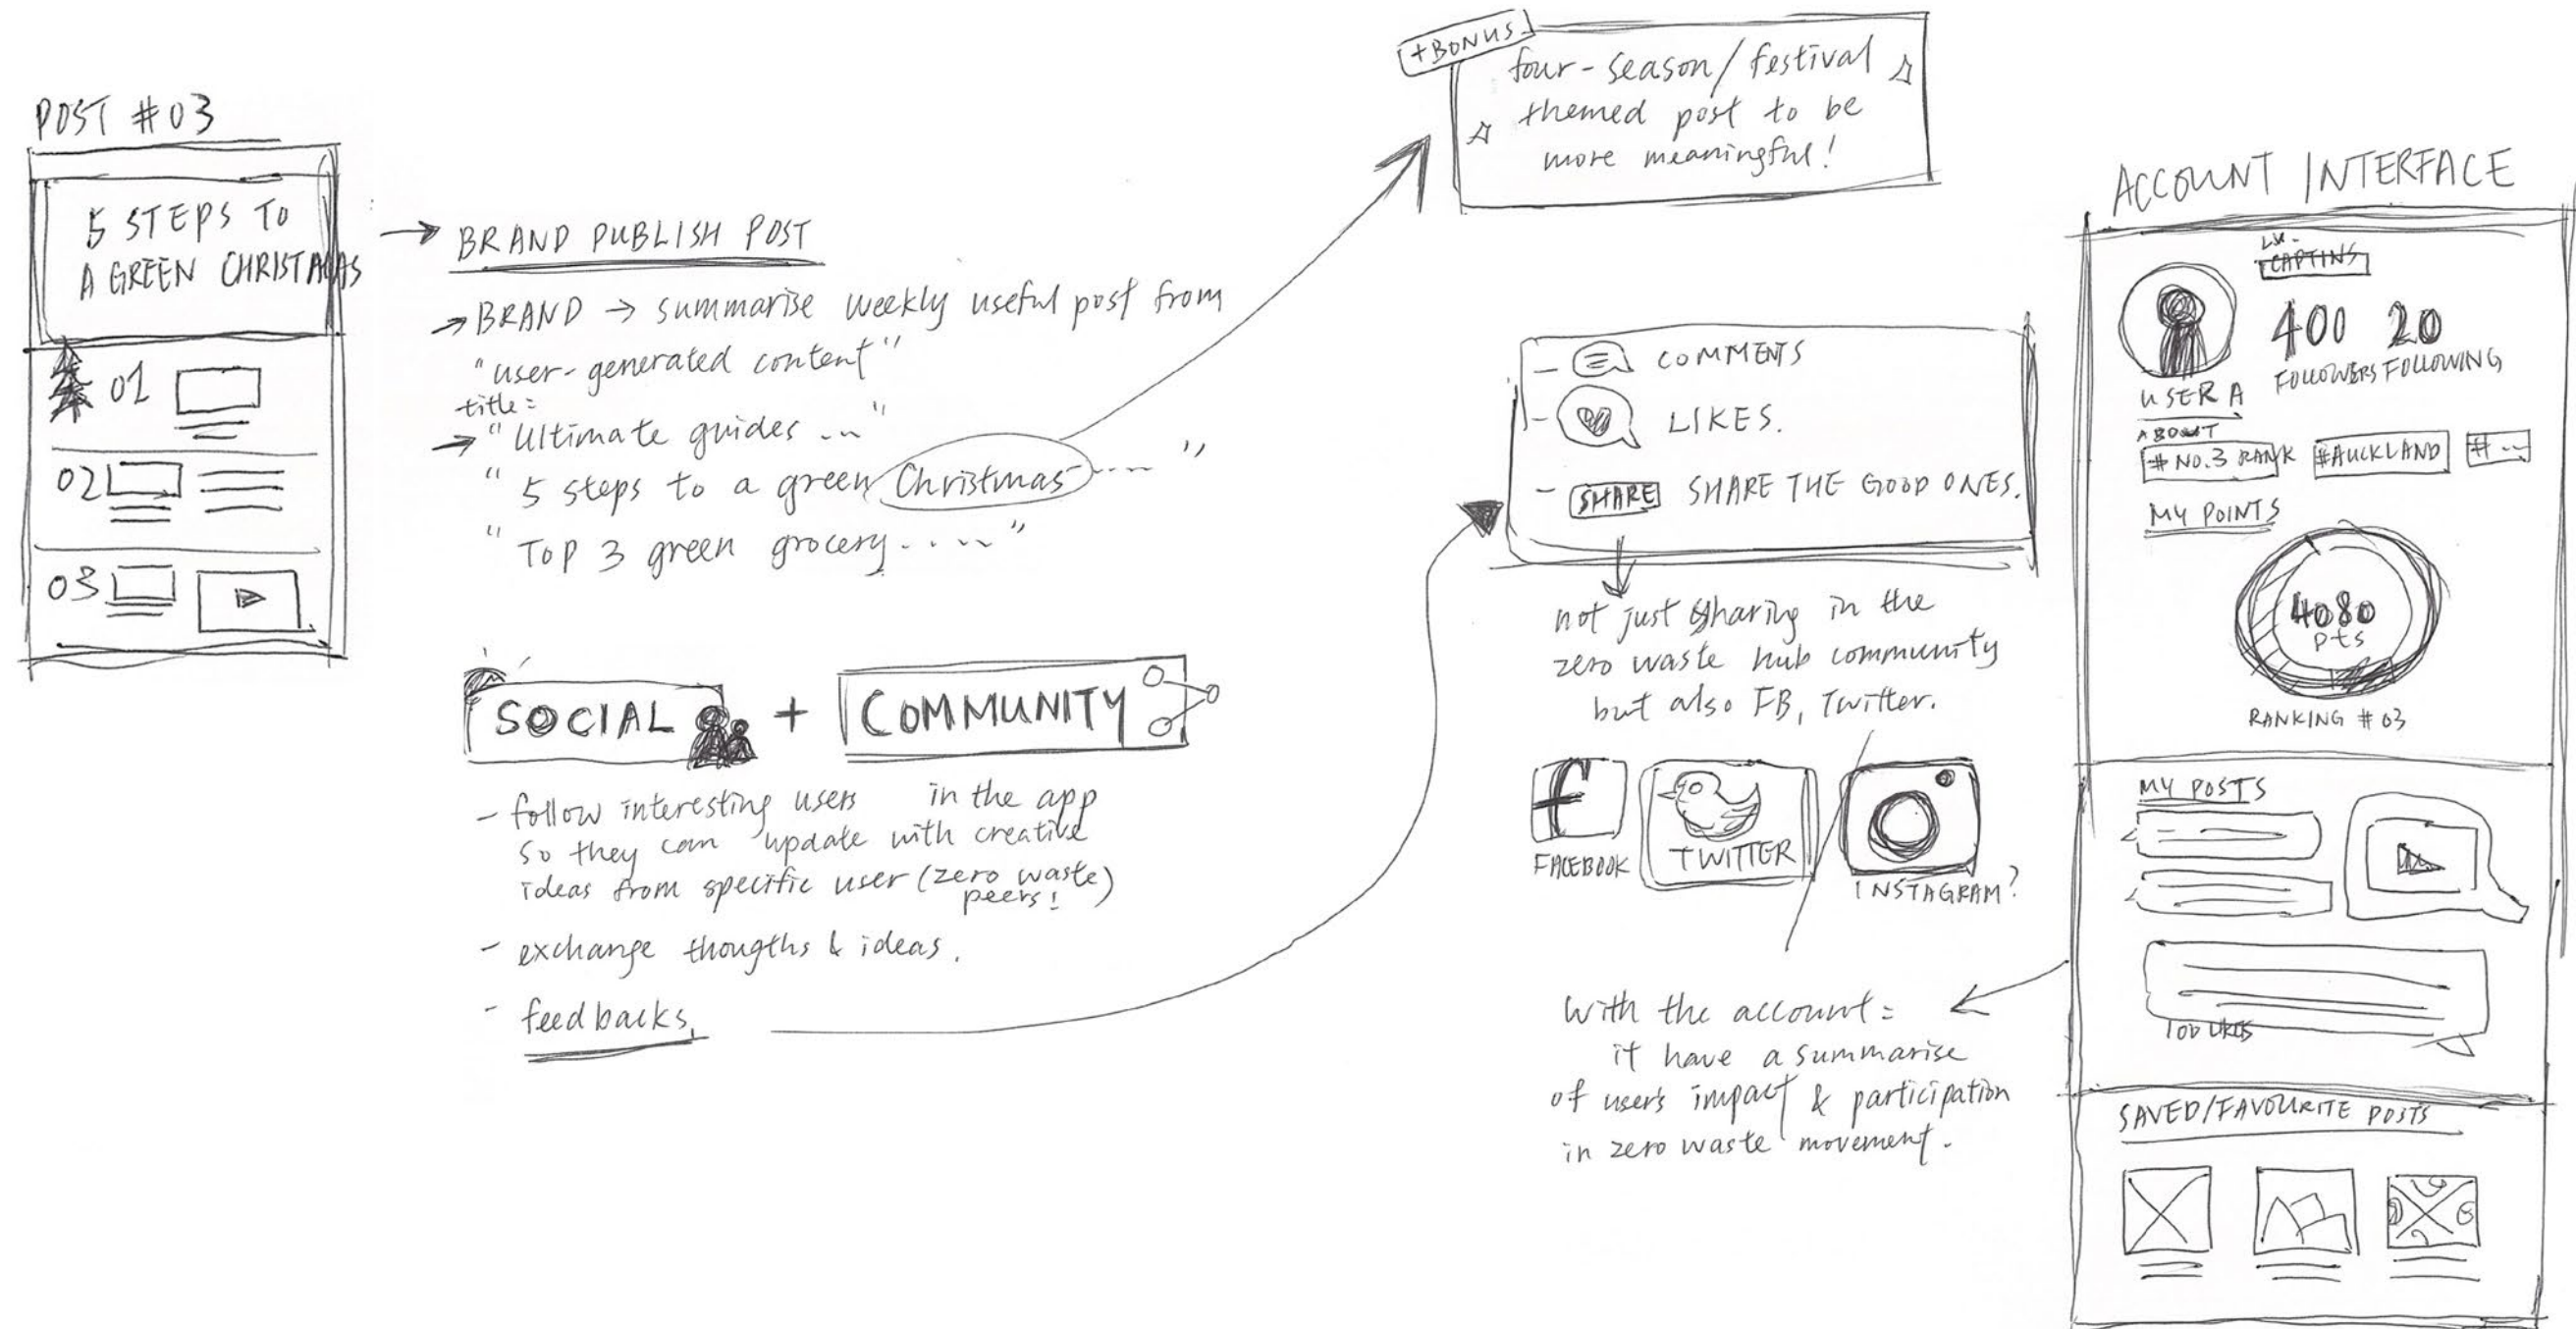 POST #03
5 STEPS TO
A GREEN CHRISTMAS
01
02
03
BRAND PUBLISH POST
→ BRAND → summarise weekly useful post from
"user-generated content"
title:
→ "Ultimate guides ..."
"5 steps to a green Christmas ...."
"Top 3 green grocery....."
SOCIAL + COMMUNITY
- follow interesting users in the app
so they can update with creative
ideas from specific user (zero waste
peers!)
- exchange thougths & ideas.
- feedbacks.
+BONUS
four-season/festival
themed post to be
more meaningful!
- COMMENTS
- LIKES.
- SHARE SHARE THE GOOD ONES.
not just sharing in the
zero waste hub community
but also FB, Twitter.
FACEBOOK
TWITTER
INSTAGRAM?
With the account:
it have a summarise
of users impact & participation
in zero waste movement.
ACCOUNT INTERFACE
400 20
FOLLOWERS FOLLOWING
USER A
ABOUT
#NO.3 RANK #AUCKLAND #...
MY POINTS
4080
pts
RANKING #03
MY POSTS
100 LIKES
SAVED/FAVOURITE POSTS